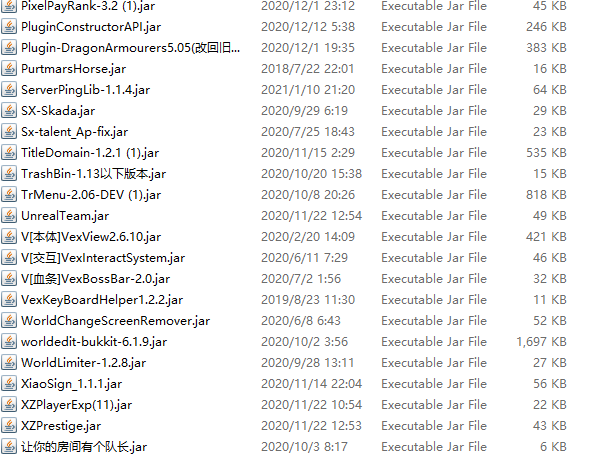 PixelPayRank-3.2 (1).jar 2020/12/1 23:12 Executable Jar File 45 KB
PluginConstructorAPI.jar 2020/12/12 5:38 Executable Jar File 246 KB
Plugin-DragonArmourers5.05(改回旧... 2020/12/1 19:35 Executable Jar File 383 KB
PurtmarsHorse.jar 2018/7/22 22:01 Executable Jar File 16 KB
ServerPingLib-1.1.4.jar 2021/1/10 21:20 Executable Jar File 64 KB
SX-Skada.jar 2020/9/29 6:19 Executable Jar File 29 KB
Sx-talent_Ap-fix.jar 2020/7/25 18:43 Executable Jar File 23 KB
TitleDomain-1.2.1 (1).jar 2020/11/15 2:29 Executable Jar File 535 KB
TrashBin-1.13以下版本.jar 2020/10/20 15:38 Executable Jar File 15 KB
TrMenu-2.06-DEV (1).jar 2020/10/8 20:26 Executable Jar File 818 KB
UnrealTeam.jar 2020/11/22 12:54 Executable Jar File 49 KB
V[本体]VexView2.6.10.jar 2020/2/20 14:09 Executable Jar File 421 KB
V[交互]VexInteractSystem.jar 2020/6/11 7:29 Executable Jar File 46 KB
V[血条]VexBossBar-2.0.jar 2020/7/2 1:56 Executable Jar File 32 KB
VexKeyBoardHelper1.2.2.jar 2019/8/23 11:30 Executable Jar File 11 KB
WorldChangeScreenRemover.jar 2020/6/8 6:43 Executable Jar File 52 KB
worldedit-bukkit-6.1.9.jar 2020/10/2 3:56 Executable Jar File 1,697 KB
WorldLimiter-1.2.8.jar 2020/9/28 13:11 Executable Jar File 27 KB
XiaoSign_1.1.1.jar 2020/11/14 22:04 Executable Jar File 56 KB
XZPlayerExp(11).jar 2020/11/22 10:54 Executable Jar File 22 KB
XZPrestige.jar 2020/11/22 12:53 Executable Jar File 43 KB
让你的房间有个队长.jar 2020/10/3 8:17 Executable Jar File 6 KB